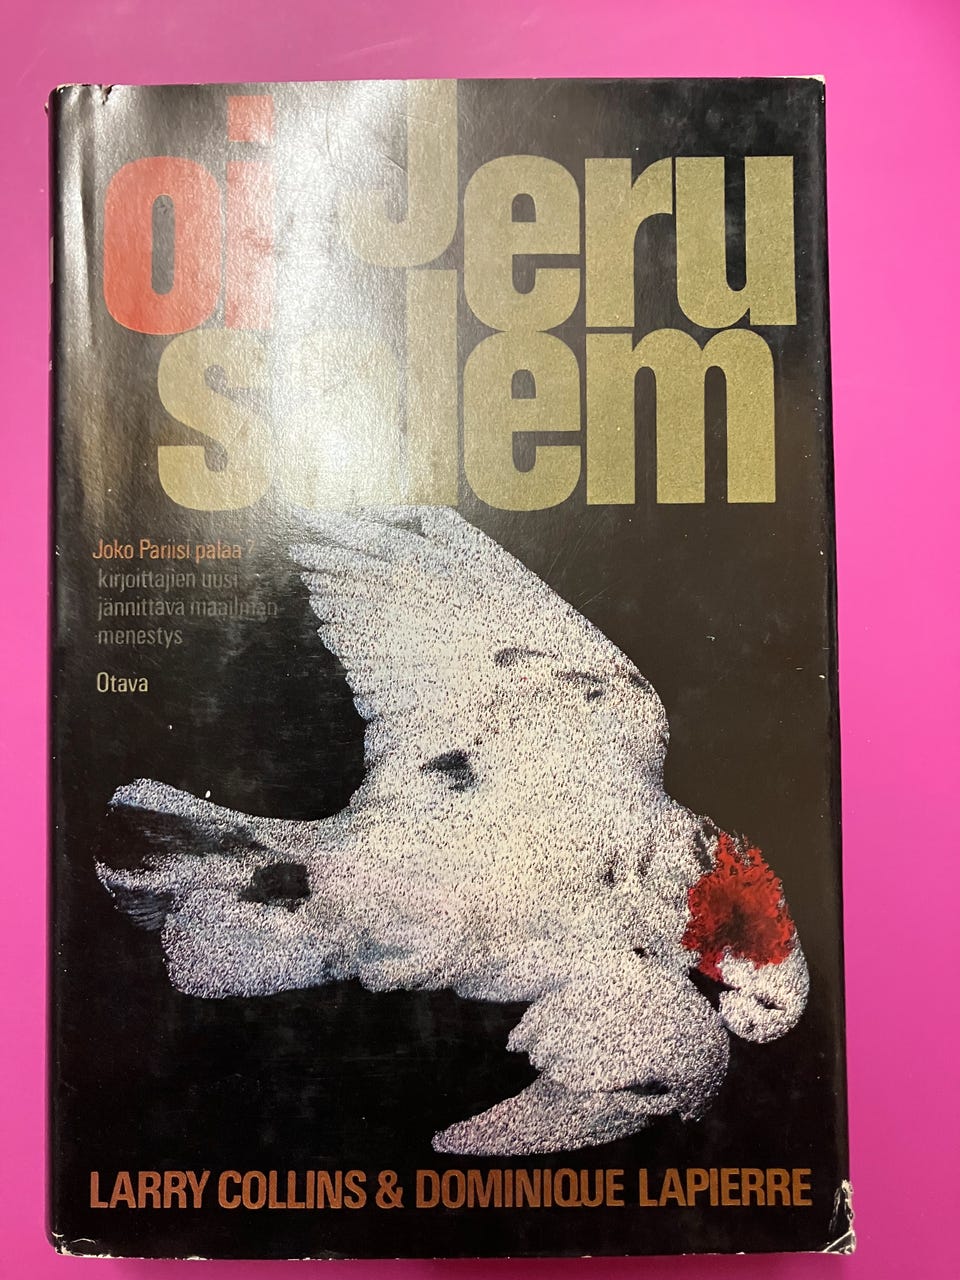 oi Jeru
salem
Joko Pariisi palaa?
kirjoittajien uusi
jännittävä maailman
menestys
Otava
LARRY COLLINS & DOMINIQUE LAPIERRE